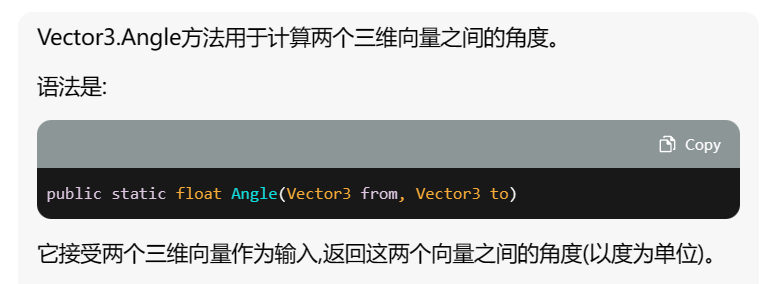 Vector3.Angle方法用于计算两个三维向量之间的角度。
语法是:
Copy
public static float Angle(Vector3 from, Vector3 to)
它接受两个三维向量作为输入,返回这两个向量之间的角度(以度为单位)。